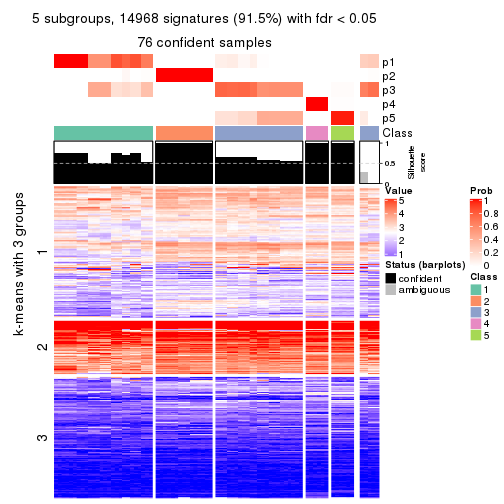 5 subgroups, 14968 signatures (91.5%) with fdr < 0.05
76 confident samples
p1
p2
p3
p4
p5
Class
1
0.5
0
Silhouette
score
k-means with 3 groups
1
2
3
Value
5
4
3
2
1
Status (barplots)
confident
ambiguous
Prob
1
0.8
0.6
0.4
0.2
0
Class
1
2
3
4
5